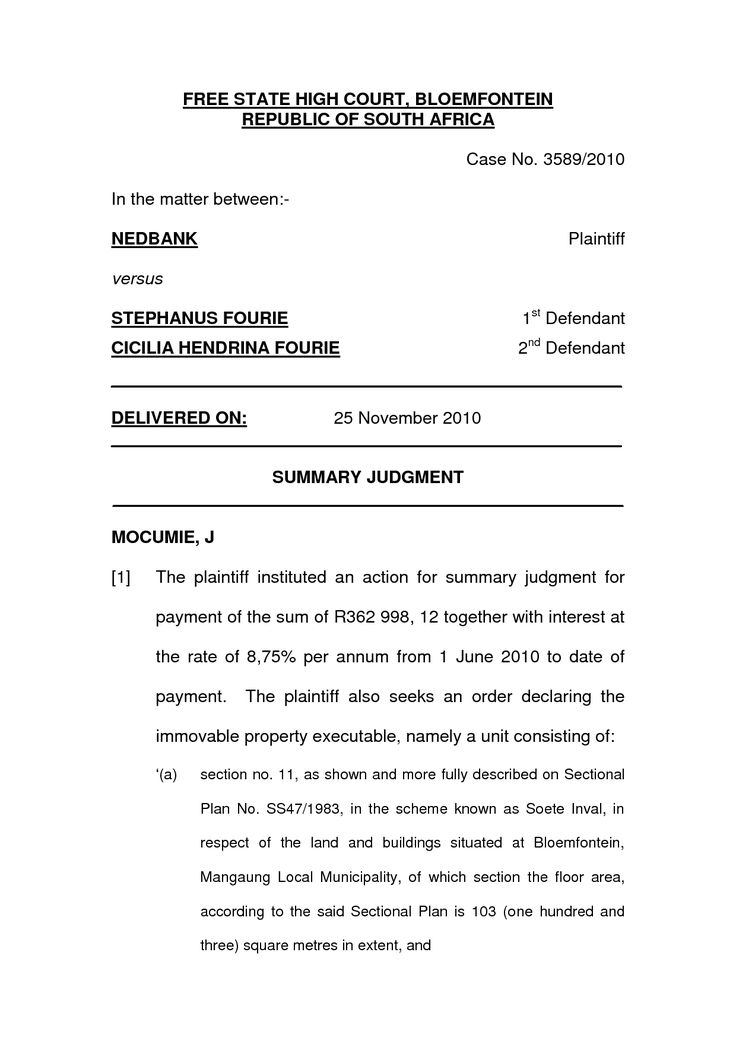 FREE STATE HIGH COURT, BLOEMFONTEIN
REPUBLIC OF SOUTH AFRICA
Case No. 3589/2010
In the matter between:-
NEDBANK Plaintiff
versus
STEPHANUS FOURIE 1st Defendant
CICILIA HENDRINA FOURIE 2nd Defendant
DELIVERED ON: 25 November 2010
SUMMARY JUDGMENT
MOCUMIE, J
[1] The plaintiff instituted an action for summary judgment for
payment of the sum of R362 998, 12 together with interest at
the rate of 8,75% per annum from 1 June 2010 to date of
payment. The plaintiff also seeks an order declaring the
immovable property executable, namely a unit consisting of:
‘(a) section no. 11, as shown and more fully described on Sectional
Plan No. SS47/1983, in the scheme known as Soete Inval, in
respect of the land and buildings situated at Bloemfontein,
Mangaung Local Municipality, of which section the floor area,
according to the said Sectional Plan is 103 (one hundred and
three) square metres in extent, and